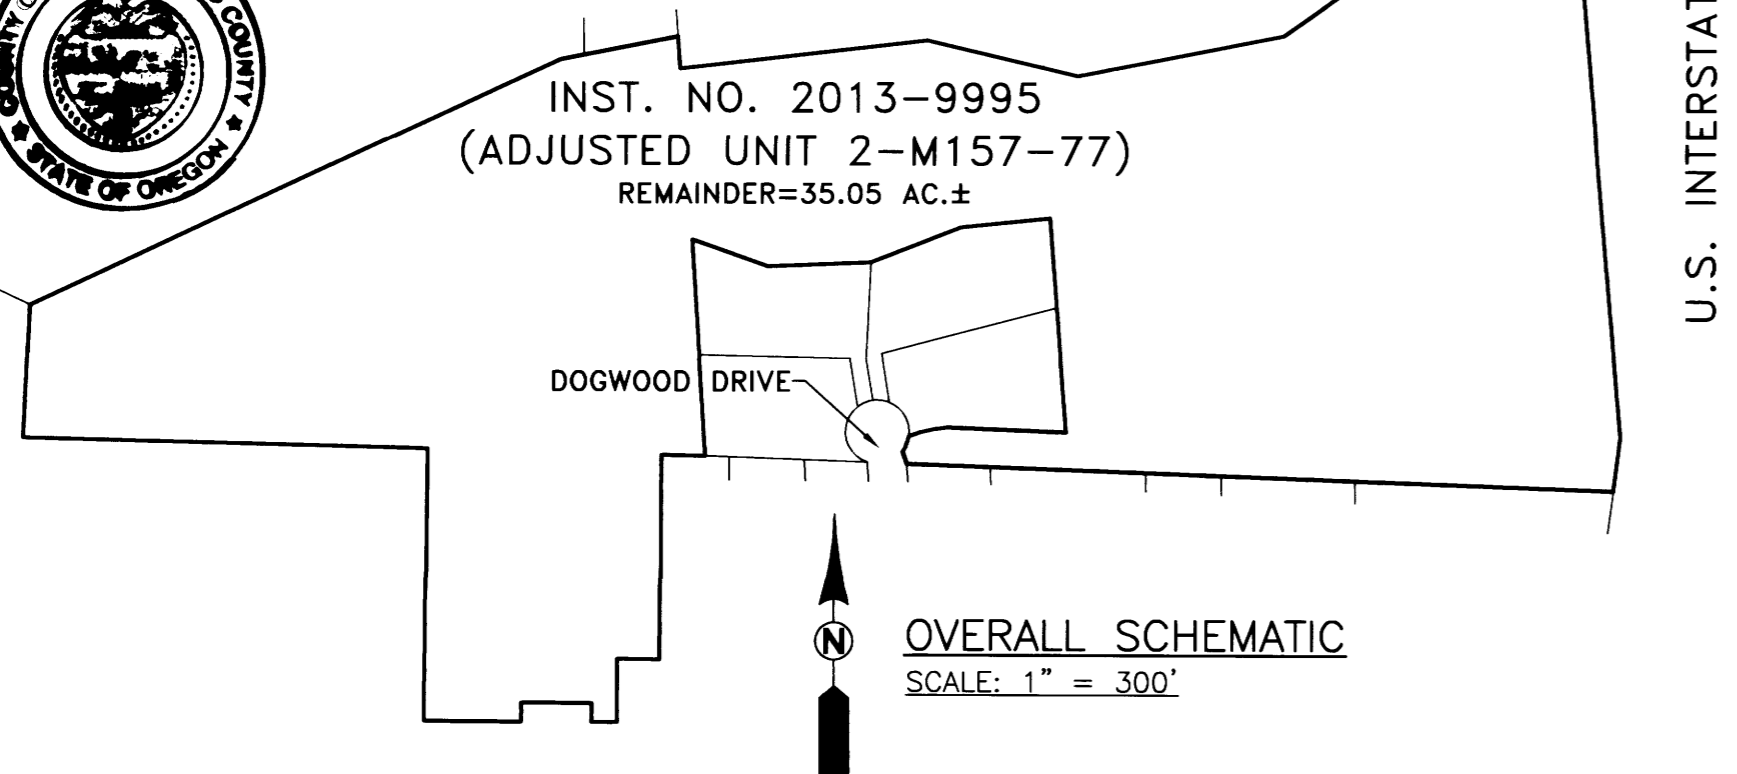 COUNTY
COUNTY
STATE OF OREGON
INST. NO. 2013-9995
(ADJUSTED UNIT 2-M157-77)
REMAINDER=35.05 AC.±
DOGWOOD DRIVE
U.S. INTERSTAT
N
OVERALL SCHEMATIC
SCALE: 1" = 300'